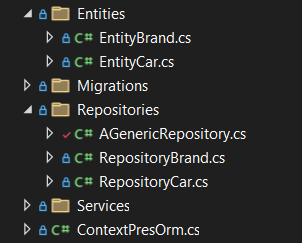 Entities
C# EntityBrand.cs
C# EntityCar.cs
Migrations
Repositories
C# AGenericRepository.cs
C# RepositoryBrand.cs
C# RepositoryCar.cs
Services
C# ContextPresOrm.cs